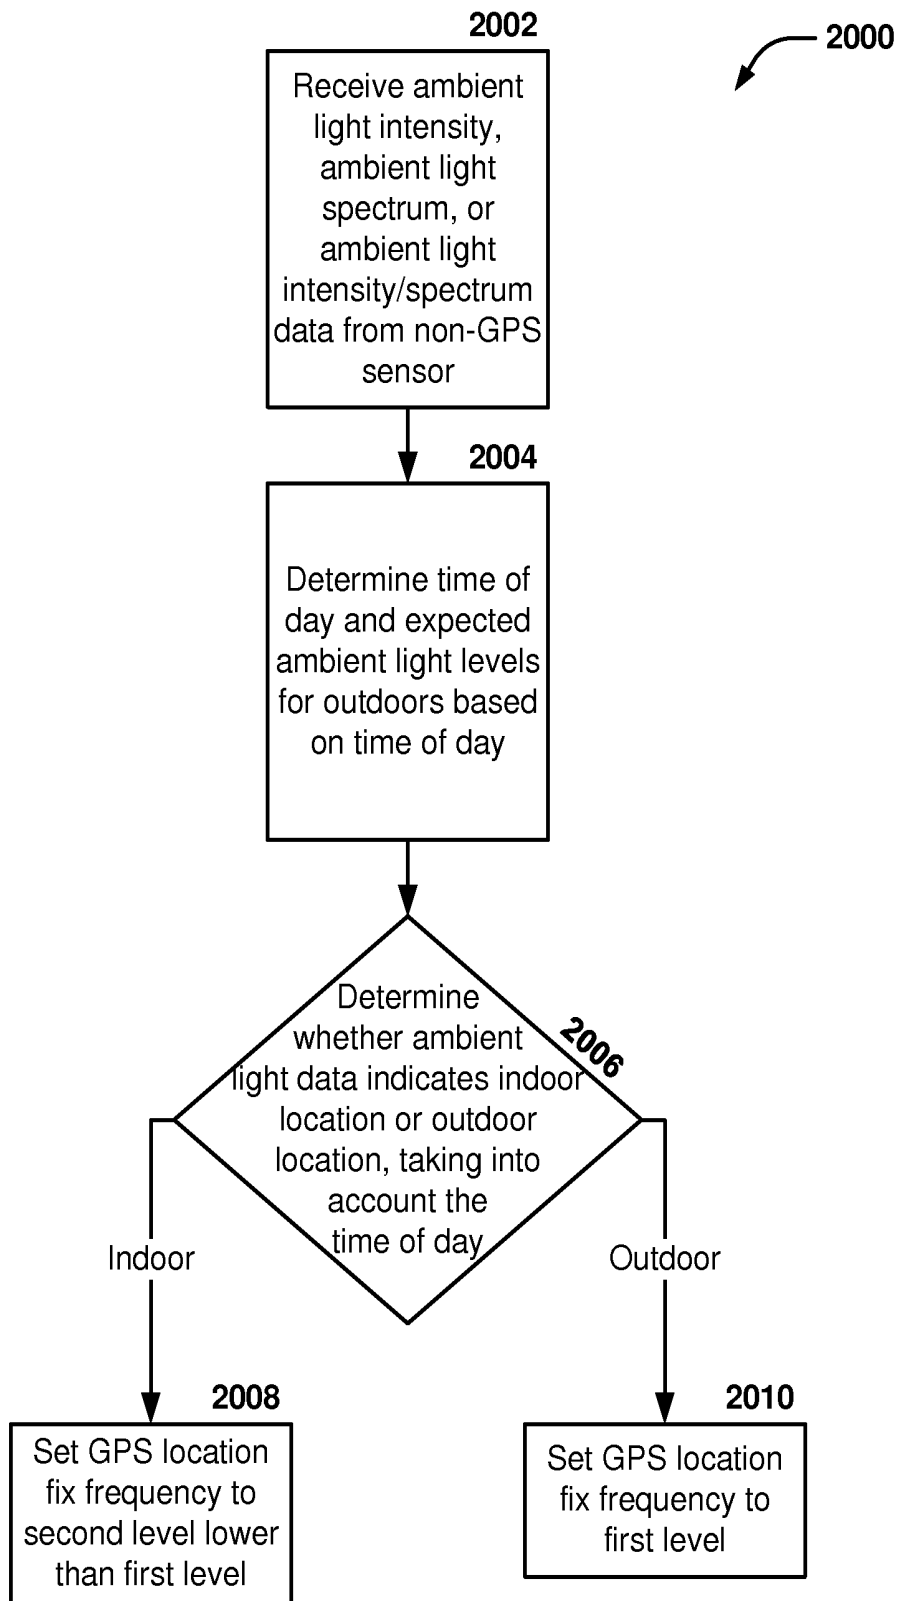 2002
2000
Receive ambient
light intensity,
ambient light
spectrum, or
ambient light
intensity/spectrum
data from non-GPS
sensor
2004
Determine time of
day and expected
ambient light levels
for outdoors based
on time of day
2006
Determine
whether ambient
light data indicates indoor
location or outdoor
location, taking into
account the
time of day
Indoor
Outdoor
2008
Set GPS location
fix frequency to
second level lower
than first level
2010
Set GPS location
fix frequency to
first level